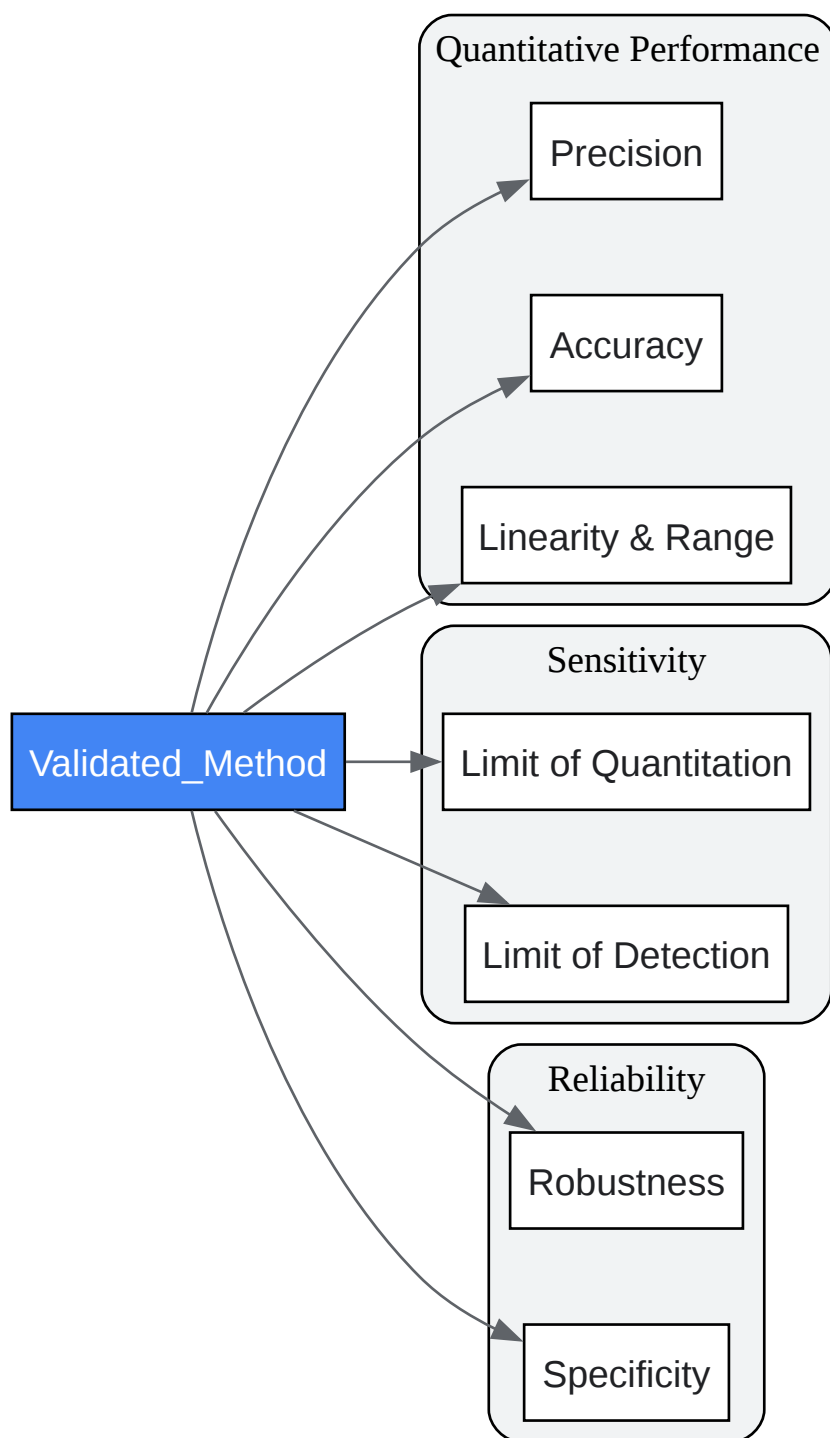 Quantitative Performance
Precision
Accuracy
Linearity & Range
Sensitivity
Validated_Method
Limit of Quantitation
Limit of Detection
Reliability
Robustness
Specificity